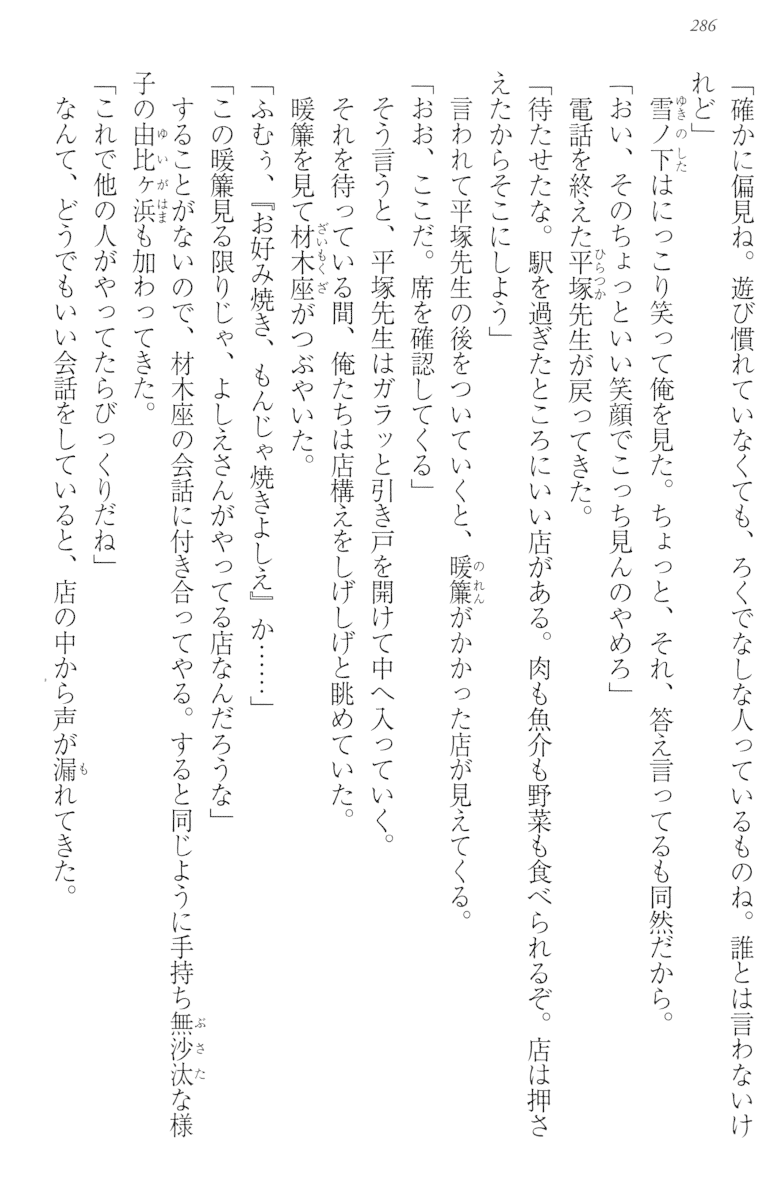 286
「確かに偏見ね。遊び慣れていなくても、ろくでなしな人っているものね。誰とは言わないけ
れど」
雪ノ下はにっこり笑って俺を見た。ちょっと、それ、答え言ってるも同然だから。
「おい、そのちょっといい笑顔でこっち見んのやめろ」
電話を終えた平塚先生が戻ってきた。
「待たせたな。駅を過ぎたところにいい店がある。肉も魚介も野菜も食べられるぞ。店は押さ
えたからそこにしよう」
言われて平塚先生の後をついていくと、暖簾がかかった店が見えてくる。
「おお、ここだ。席を確認してくる」
そう言うと、平塚先生はガラッと引き戸を開けて中へ入っていく。
それを待っている間、俺たちは店構えをしげしげと眺めていた。
暖簾を見て材木座がつぶやいた。
「ふむぅ、『お好み焼き、もんじゃ焼きよしえ』か……」
「この暖簾見る限りじゃ、よしえさんがやってる店なんだろうな」
することがないので、材木座の会話に付き合ってやる。すると同じように手持ち無沙汰な様
子の由比ヶ浜も加わってきた。
「これで他の人がやってたらびっくりだね」
なんて、どうでもいい会話をしていると、店の中から声が漏れてきた。